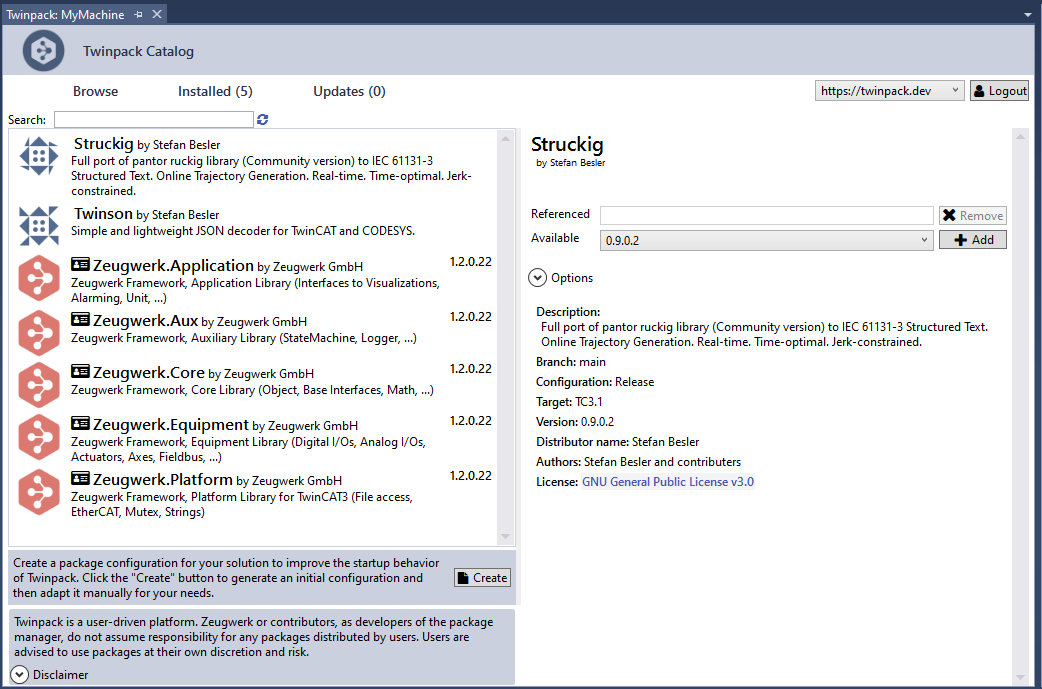 Twinpack: MyMachine
Twinpack Catalog
Browse
Installed (5)
Updates (0)
https://twinpack.dev
Logout
Search:
Struckig by Stefan Besler
Full port of pantor ruckig library (Community version) to IEC 61131-3
Structured Text. Online Trajectory Generation. Real-time. Time-optimal. Jerk-
constrained.
Twinson by Stefan Besler
Simple and lightweight JSON decoder for TwinCAT and CODESYS.
Zeugwerk.Application by Zeugwerk GmbH
1.2.0.22
Zeugwerk Framework, Application Library (Interfaces to Visualizations,
Alarming, Unit, ...)
Zeugwerk.Aux by Zeugwerk GmbH
1.2.0.22
Zeugwerk Framework, Auxiliary Library (StateMachine, Logger, ...)
Zeugwerk.Core by Zeugwerk GmbH
1.2.0.22
Zeugwerk Framework, Core Library (Object, Base Interfaces, Math, ...)
Zeugwerk.Equipment by Zeugwerk GmbH
1.2.0.22
Zeugwerk Framework, Equipment Library (Digital I/Os, Analog I/Os,
Actuators, Axes, Fieldbus, ...)
Zeugwerk.Platform by Zeugwerk GmbH
1.2.0.22
Zeugwerk Framework, Platform Library for TwinCAT3 (File access,
EtherCAT, Mutex, Strings)
Create a package configuration for your solution to improve the startup behavior
of Twinpack. Click the "Create" button to generate an initial configuration and
then adapt it manually for your needs.
Create
Twinpack is a user-driven platform. Zeugwerk or contributors, as developers of the package
manager, do not assume responsibility for any packages distributed by users. Users are
advised to use packages at their own discretion and risk.
Disclaimer
Struckig
by Stefan Besler
Referenced
Remove
Available
0.9.0.2
Add
Options
Description:
Full port of pantor ruckig library (Community version) to IEC 61131-3 Structured Text.
Online Trajectory Generation. Real-time. Time-optimal. Jerk-constrained.
Branch: main
Configuration: Release
Target: TC3.1
Version: 0.9.0.2
Distributor name: Stefan Besler
Authors: Stefan Besler and contributers
License: GNU General Public License v3.0